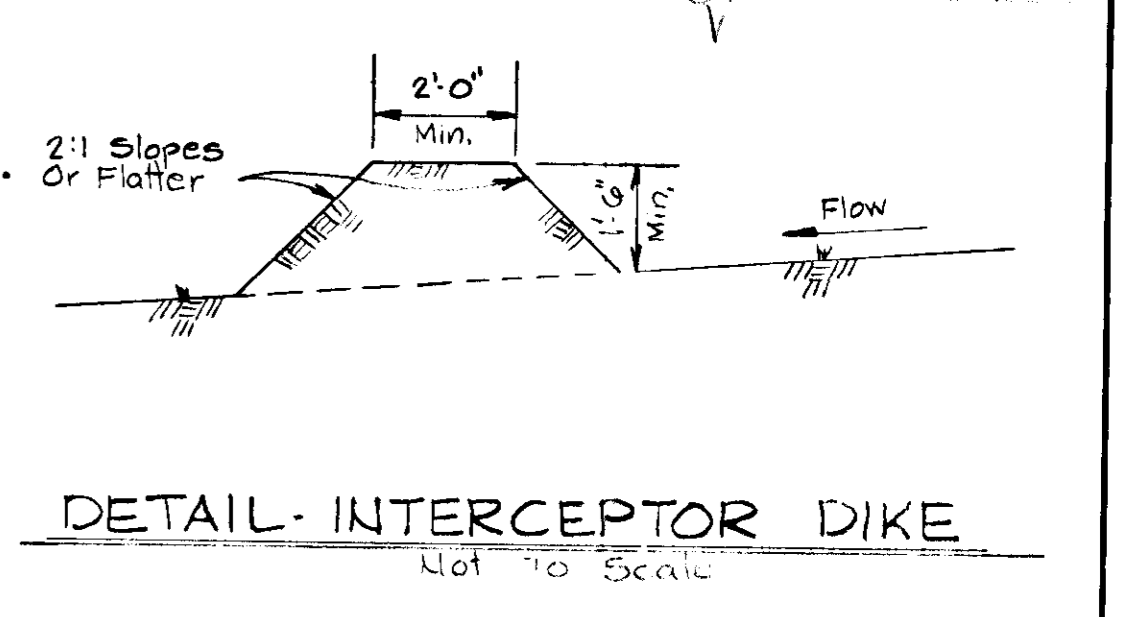 2'-0"
Min.
2:1 Slopes
Or Flatter
1'-6"
Min.
Flow
DETAIL - INTERCEPTOR DIKE
Not To Scale